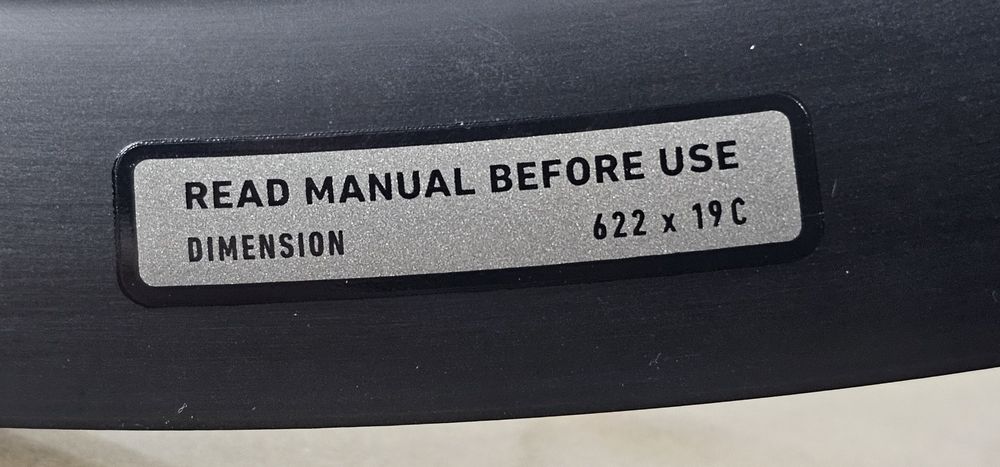 READ MANUAL BEFORE USE
DIMENSION 622 x 19C